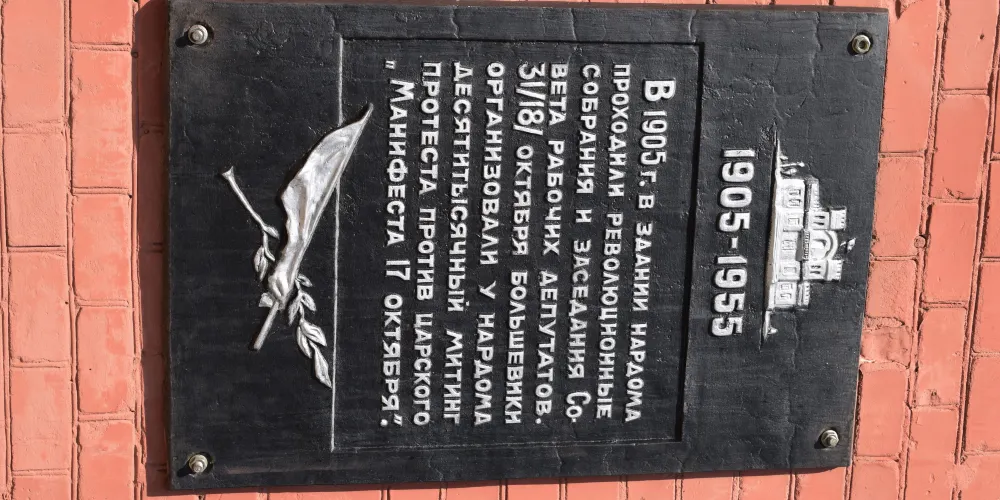 1905-1955
В 1905 г. в здании Нардома
проходили революционные
собрания и заседания Со.
вета рабочих депутатов.
31/18/ октября большевики
организовали у Нардома
десятитысячный митинг
протеста против царского
„Манифеста 17 октября."